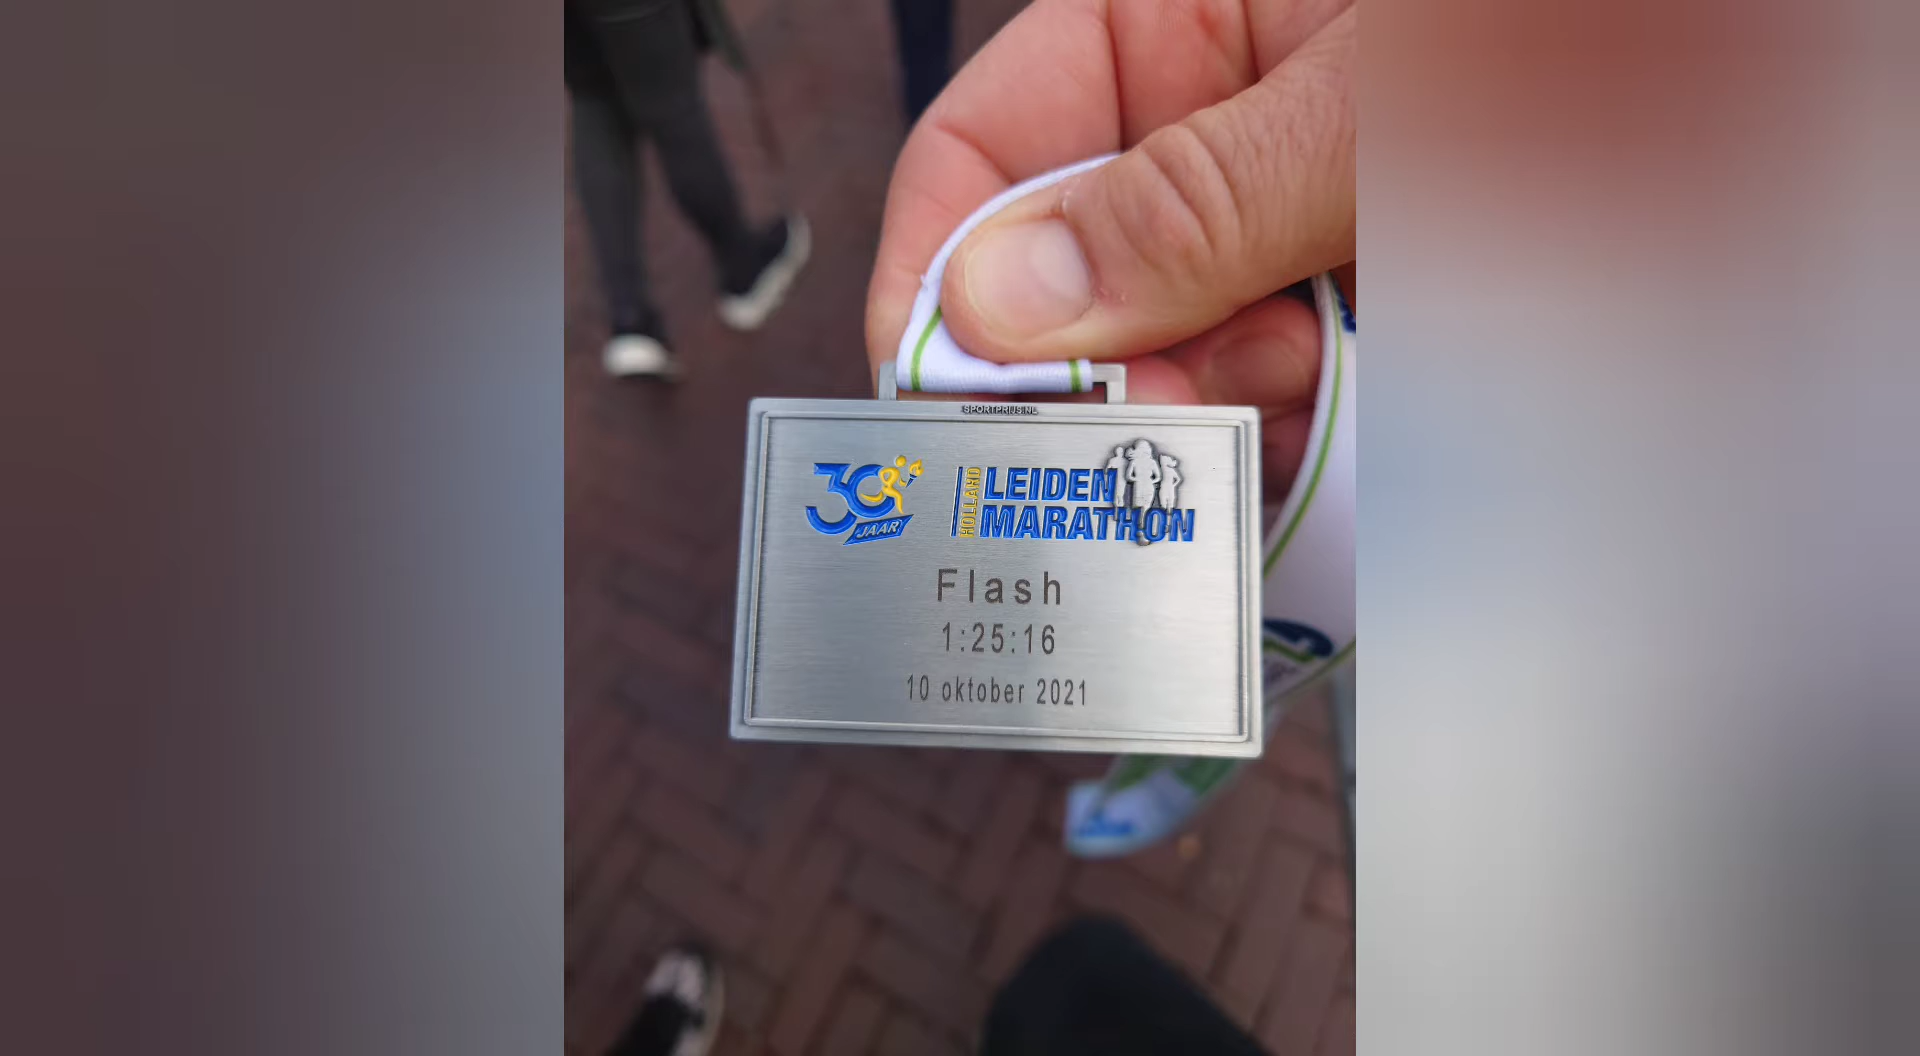 SPORTPRIJS.NL
30
JAAR
HOLLAND
LEIDEN
MARATHON
Flash
1:25:16
10 oktober 2021